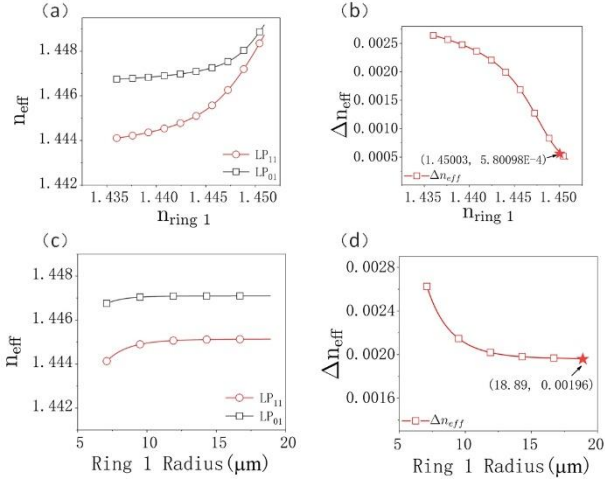 (a)
1.448
1.446
1.444
1.442
n_eff
LP₁₁
LP₀₁
1.435
1.440
1.445
1.450
n_ring 1
(b)
0.0025
0.0020
0.0015
0.0010
0.0005
Δn_eff
(1.45003, 5.80098E-4)
Δn_eff
1.435
1.440
1.445
1.450
n_ring 1
(c)
1.448
1.446
1.444
1.442
n_eff
LP₁₁
LP₀₁
5
10
15
20
Ring 1 Radius(μm)
(d)
0.0028
0.0024
0.0020
0.0016
Δn_eff
(18.89, 0.00196)
Δn_eff
5
10
15
20
Ring 1 Radius(μm)